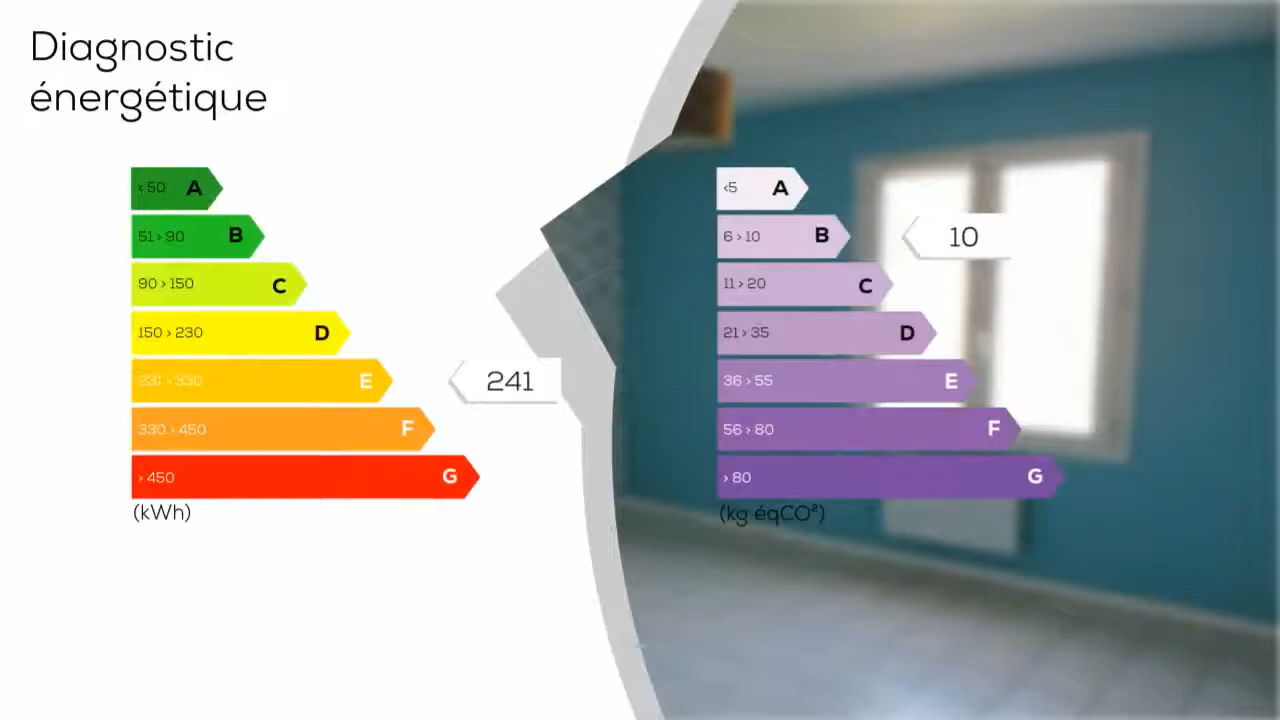 Diagnostic
énergétique
< 50 A
51 > 90 B
90 > 150 C
150 > 230 D
231 > 330 E
330 > 450 F
> 450 G
(kWh)
241
<5 A
6 > 10 B
11 > 20 C
21 > 35 D
36 > 55 E
56 > 80 F
> 80 G
(kg éqCO²)
10